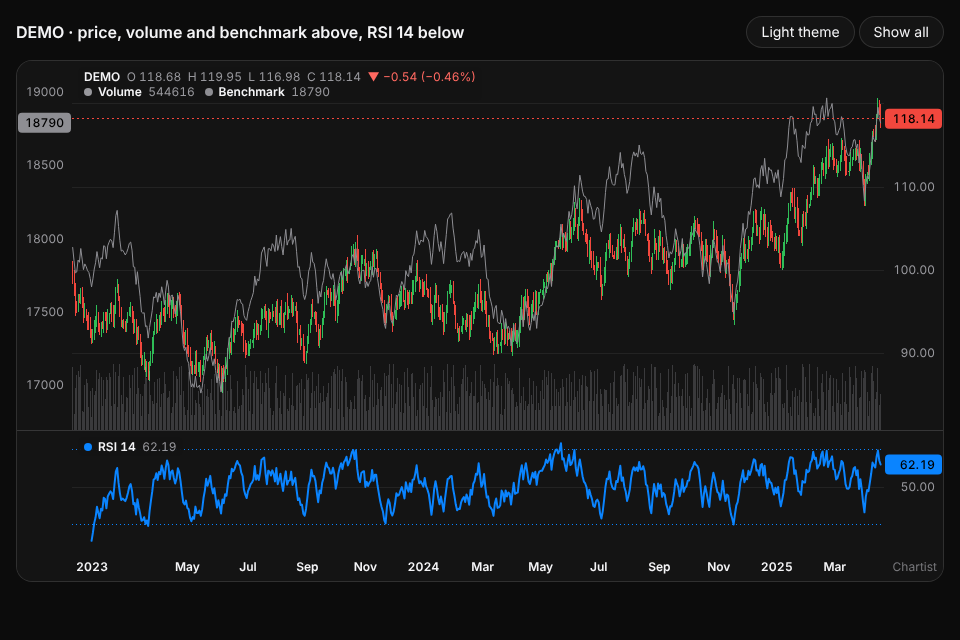 DEMO · price, volume and benchmark above, RSI 14 below
Light theme
Show all
DEMO O 118.68 H 119.95 L 116.98 C 118.14 ▼ −0.54 (−0.46%)
Volume 544616 Benchmark 18790
19000
18790
18500
18000
17500
17000
118.14
110.00
100.00
90.00
RSI 14 62.19
62.19
50.00
2023 May Jul Sep Nov 2024 Mar May Jul Sep Nov 2025 Mar
Chartist